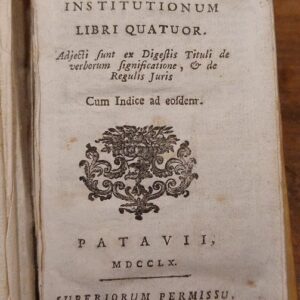 INSTITUTIONUM
LIBRI QUATUOR.
Adjecti sunt ex Digestis Tituli de
verborum significatione, & de
Regulis Juris
Cum Indice ad eosdem.
PATAVII,
MDCCLX.
SUPERIORUM PERMISSU.